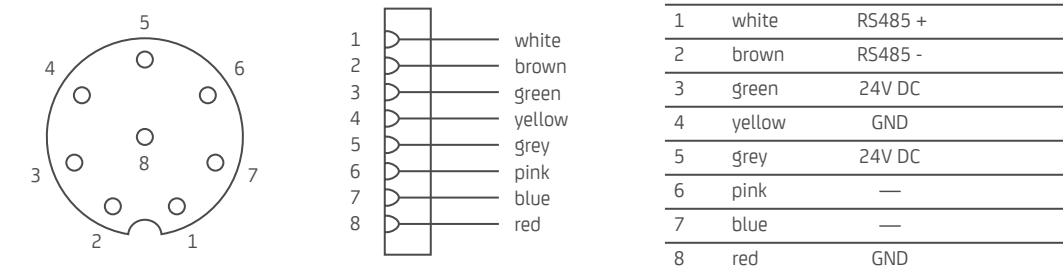 5
4 6
3 8 7
2 1
1 white
2 brown
3 green
4 yellow
5 grey
6 pink
7 blue
8 red
1 white RS485 +
2 brown RS485 -
3 green 24V DC
4 yellow GND
5 grey 24V DC
6 pink —
7 blue —
8 red GND